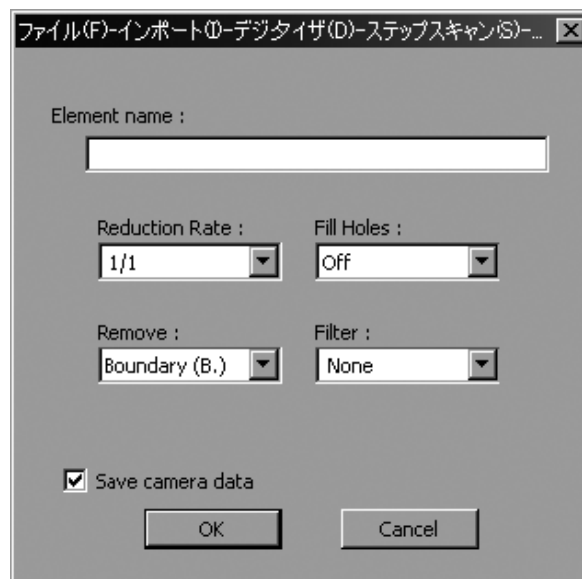 ファイル(F)-インポート(I)-デジタイザ(D)-ステップスキャン(S)-...
Element name :
Reduction Rate :
Fill Holes :
1/1
Off
Remove :
Filter :
Boundary (B.)
None
Save camera data
OK
Cancel